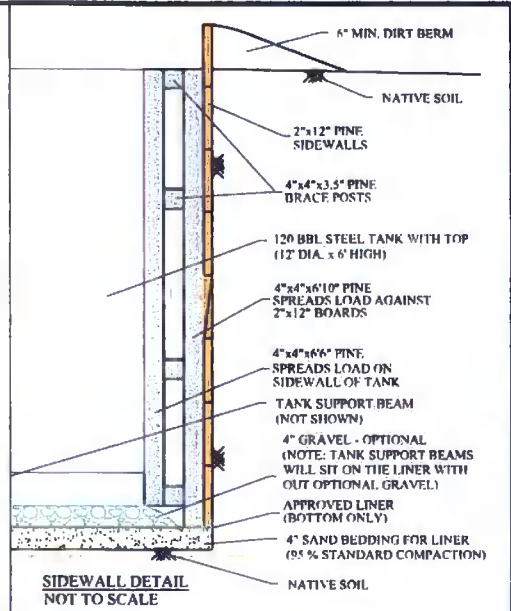 6" MIN. DIRT BERM
NATIVE SOIL
2"x12" PINE
SIDEWALLS
4"x4"x3.5" PINE
BRACE POSTS
120 BBL STEEL TANK WITH TOP
(12' DIA. x 6' HIGH)
4"x4"x6'10" PINE
SPREADS LOAD AGAINST
2"x12" BOARDS
4"x4"x6'6" PINE
SPREADS LOAD ON
SIDEWALL OF TANK
TANK SUPPORT BEAM
(NOT SHOWN)
4" GRAVEL - OPTIONAL
(NOTE: TANK SUPPORT BEAMS
WILL SIT ON THE LINER WITH
OUT OPTIONAL GRAVEL)
APPROVED LINER
(BOTTOM ONLY)
4" SAND BEDDING FOR LINER
(95 % STANDARD COMPACTION)
NATIVE SOIL
SIDEWALL DETAIL
NOT TO SCALE